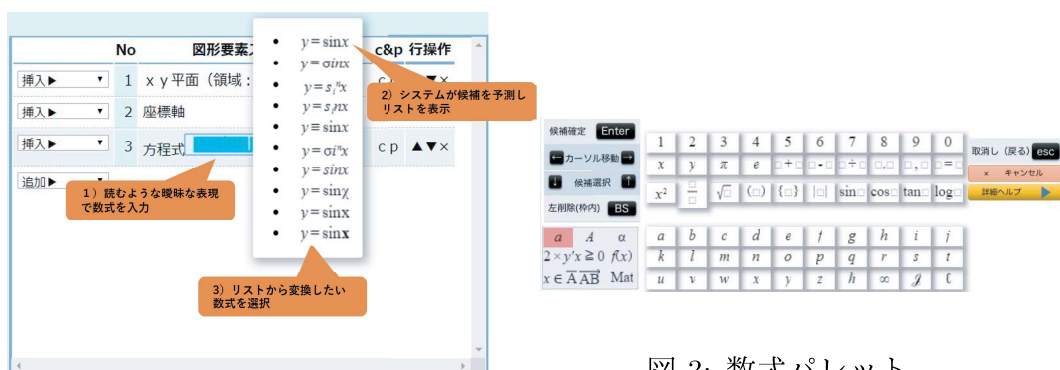 No 図形要素 c&p 行操作
挿入▶ ▼ 1 x y平面（領域：
挿入▶ ▼ 2 座標軸
挿入▶ ▼ 3 方程式 c p ▲▼×
追加▶
• y=sinx
• y=σinx
• y=sᵢⁿx
• y=sᵢnx
• y≡sinx
• y=σiⁿx
• y=sinx
• y=sinχ
• y=sinx
• y=sinx
1）読むような曖昧な表現
で数式を入力
2）システムが候補を予測し
リストを表示
3）リストから変換したい
数式を選択
候補確定 Enter
←カーソル移動→
↓ 候補選択 ↑
左削除(枠内) BS
1 2 3 4 5 6 7 8 9 0
x y π e □+□ □-□ □÷□ □.□ □,□ □=□
x² □/□ √□ (□) {□} |□| sin□ cos□ tan□ log□
取消し（戻る）esc
× キャンセル
詳細ヘルプ ▶
a A α
2×y′x≧0 f(x)
x∈A̅ A͞B⃗ Mat
a b c d e f g h i j
k l m n o p q r s t
u v w x y z h ∞
図 2: 数式パレット